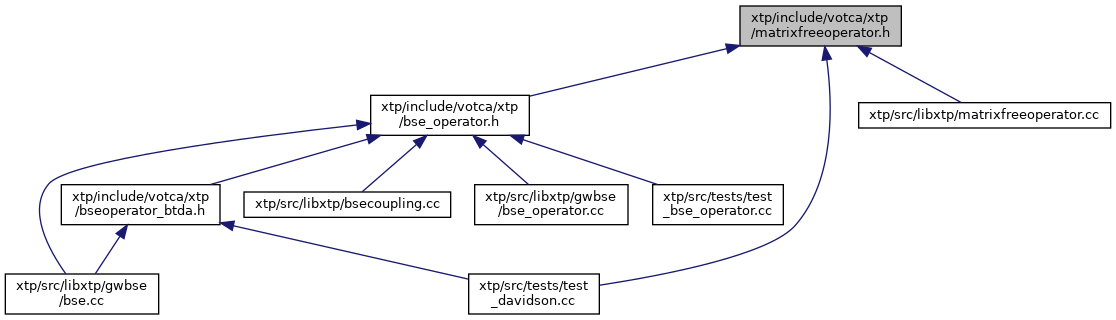 xtp/include/votca/xtp
/matrixfreeoperator.h
xtp/include/votca/xtp
/bse_operator.h
xtp/src/libxtp/matrixfreeoperator.cc
xtp/include/votca/xtp
/bseoperator_btda.h
xtp/src/libxtp/bsecoupling.cc
xtp/src/libxtp/gwbse
/bse_operator.cc
xtp/src/tests/test
_bse_operator.cc
xtp/src/libxtp/gwbse
/bse.cc
xtp/src/tests/test
_davidson.cc